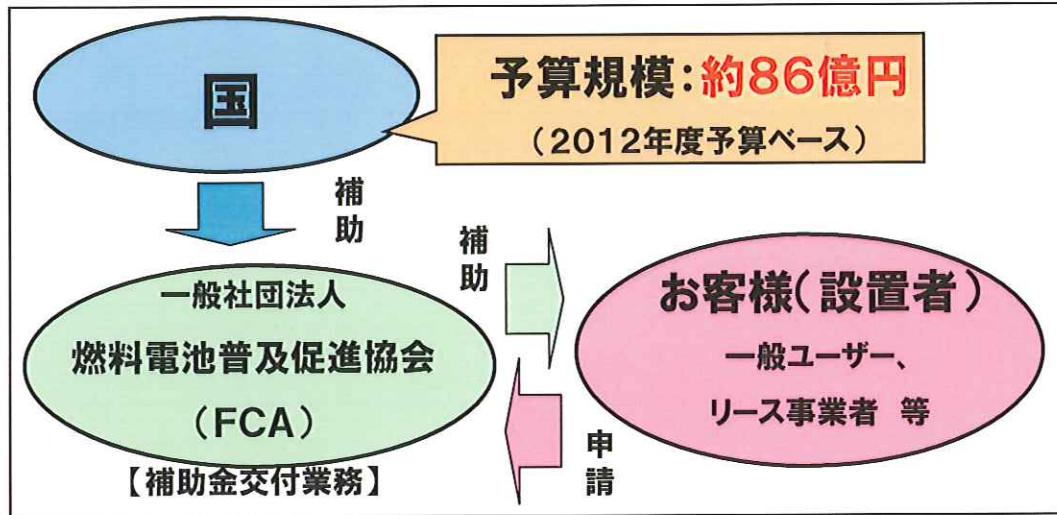 国
予算規模：約86億円
（2012年度予算ベース）
補助
補助
一般社団法人
燃料電池普及促進協会
（FCA）
【補助金交付業務】
お客様（設置者）
一般ユーザー、
リース事業者 等
申請